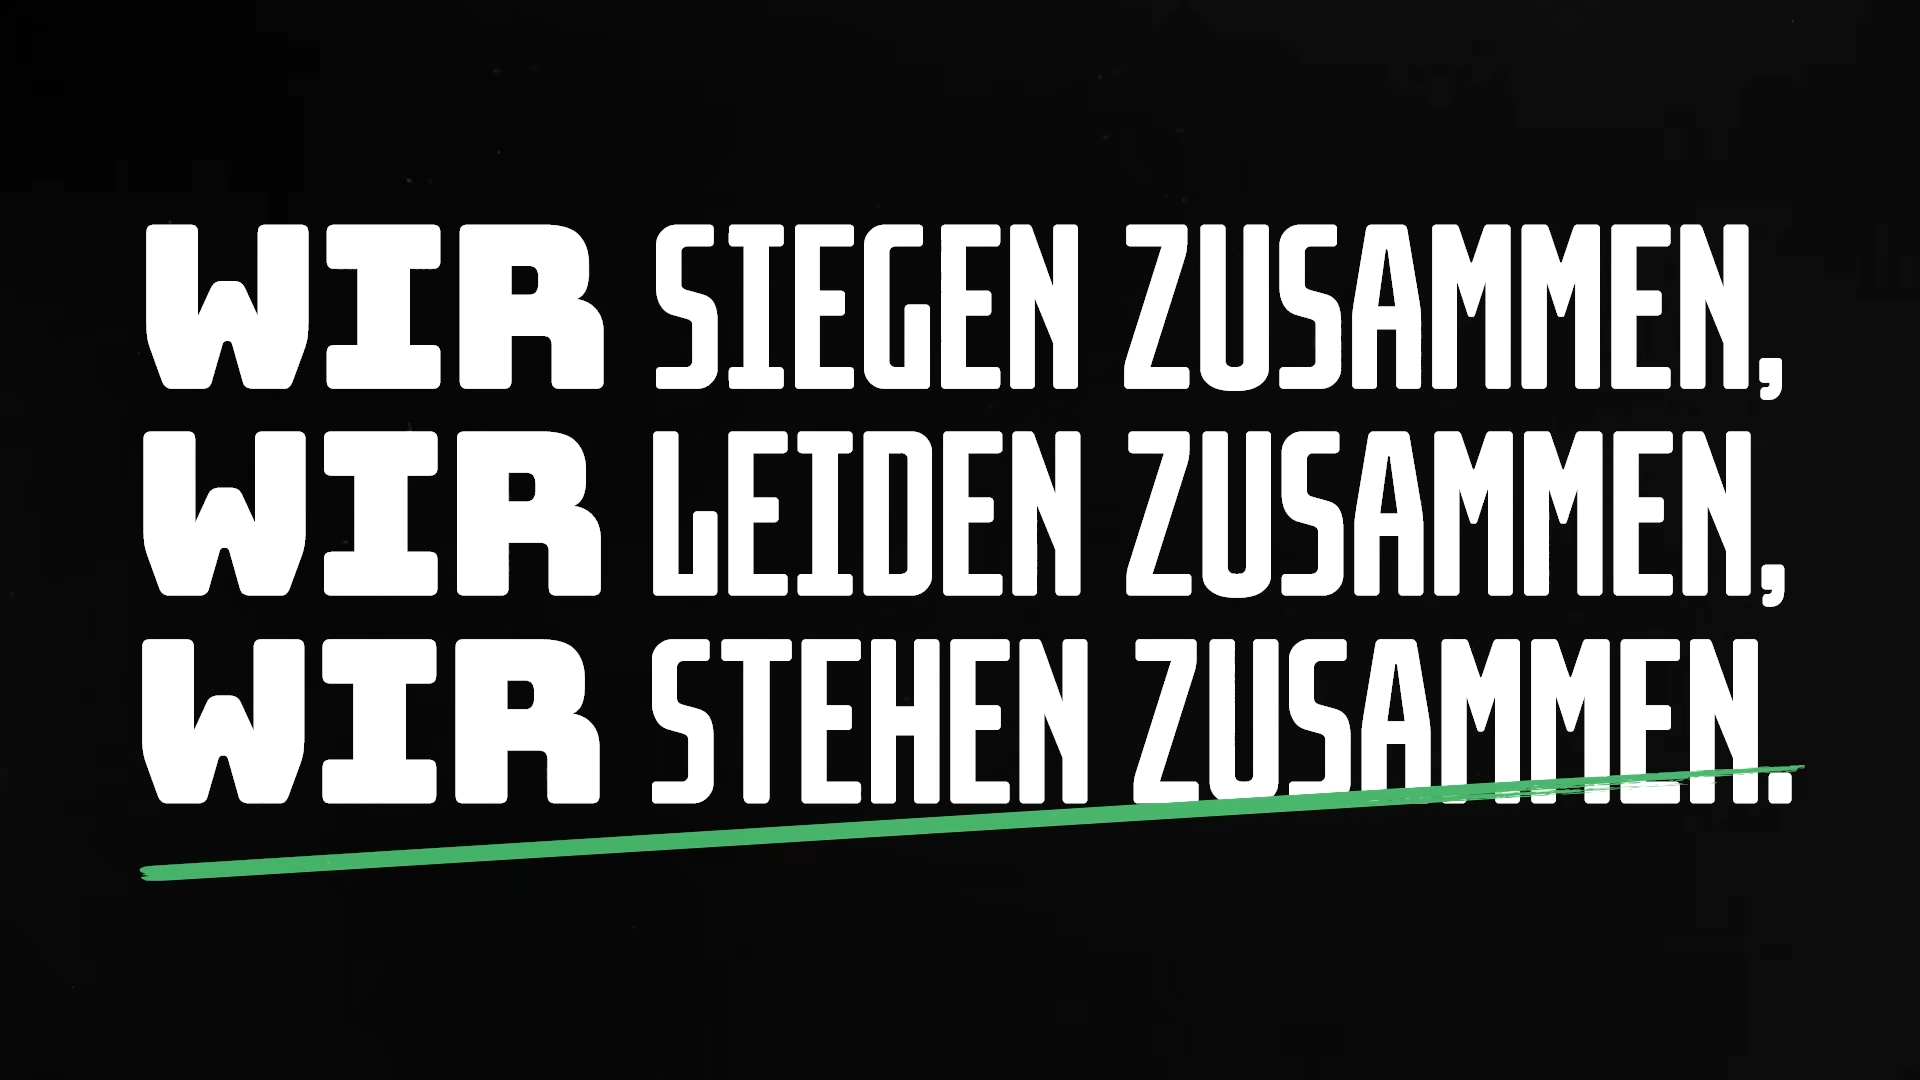 WIR SIEGEN ZUSAMMEN,
WIR LEIDEN ZUSAMMEN,
WIR STEHEN ZUSAMMEN.